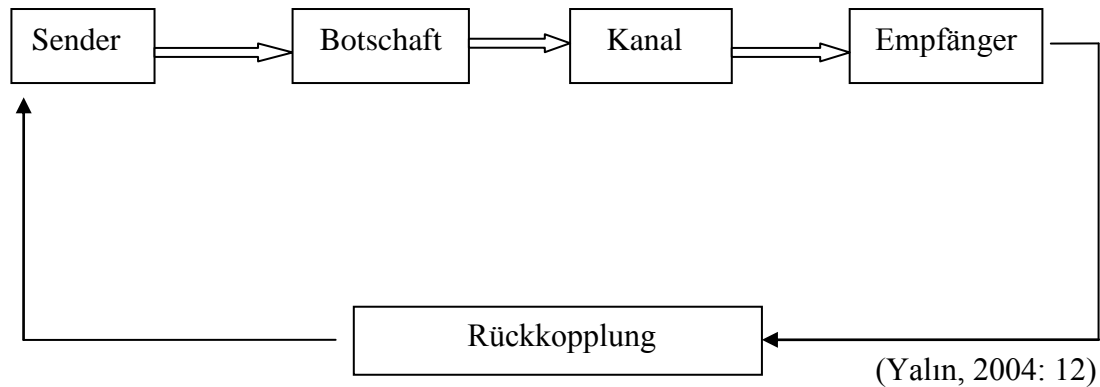 Sender Botschaft Kanal Empfänger
Rückkopplung
(Yalın, 2004: 12)